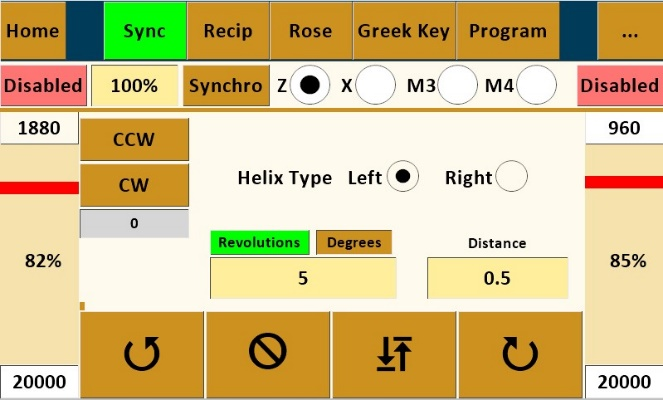 Home Sync Recip Rose Greek Key Program ...
Disabled 100% Synchro Z X M3 M4 Disabled
1880 CCW 960
CW
Helix Type Left Right
0
Revolutions Degrees Distance
82% 5 0.5 85%
20000 20000